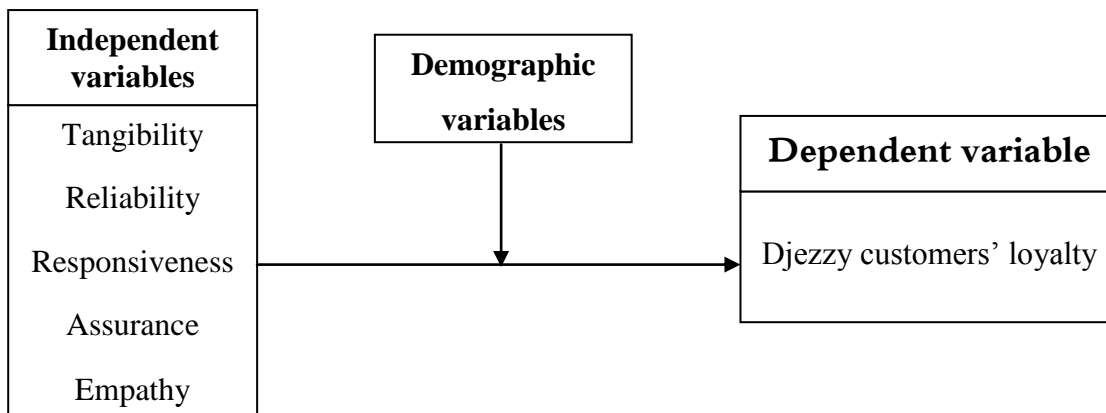 Independent
variables
Tangibility
Reliability
Responsiveness
Assurance
Empathy
Demographic
variables
Dependent variable
Djezzy customers’ loyalty